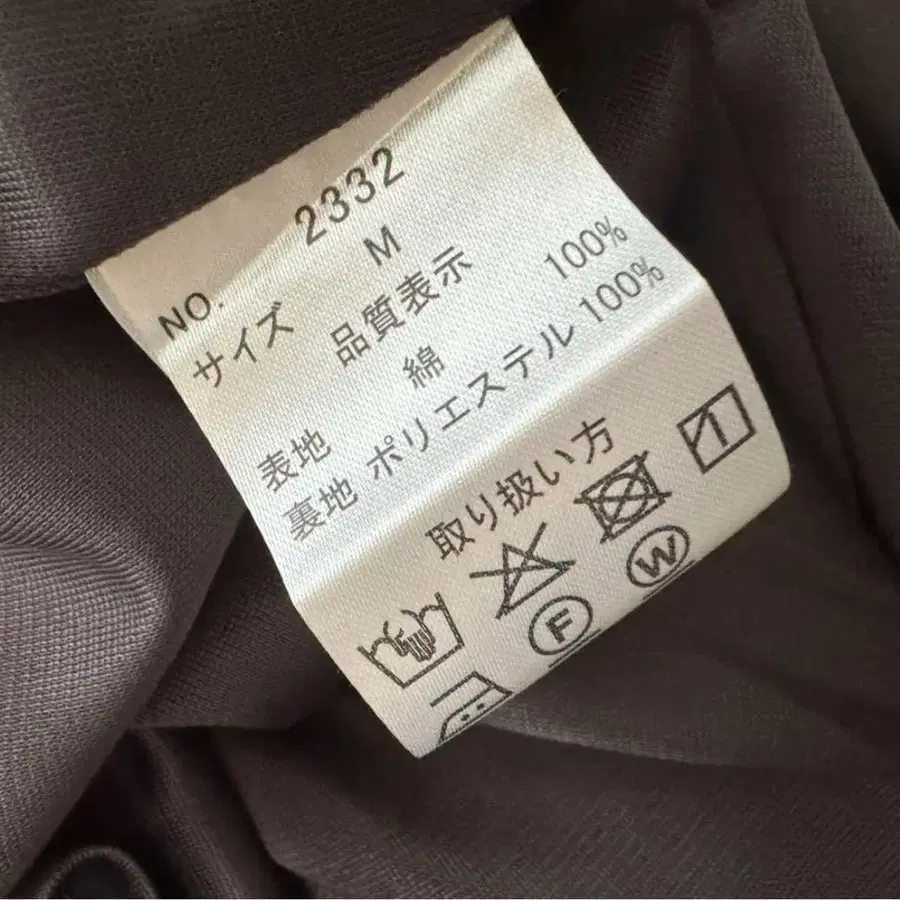 NO. 2332
サイズ M
品質表示
表地 綿 100%
裏地 ポリエステル 100%
取り扱い方
F W